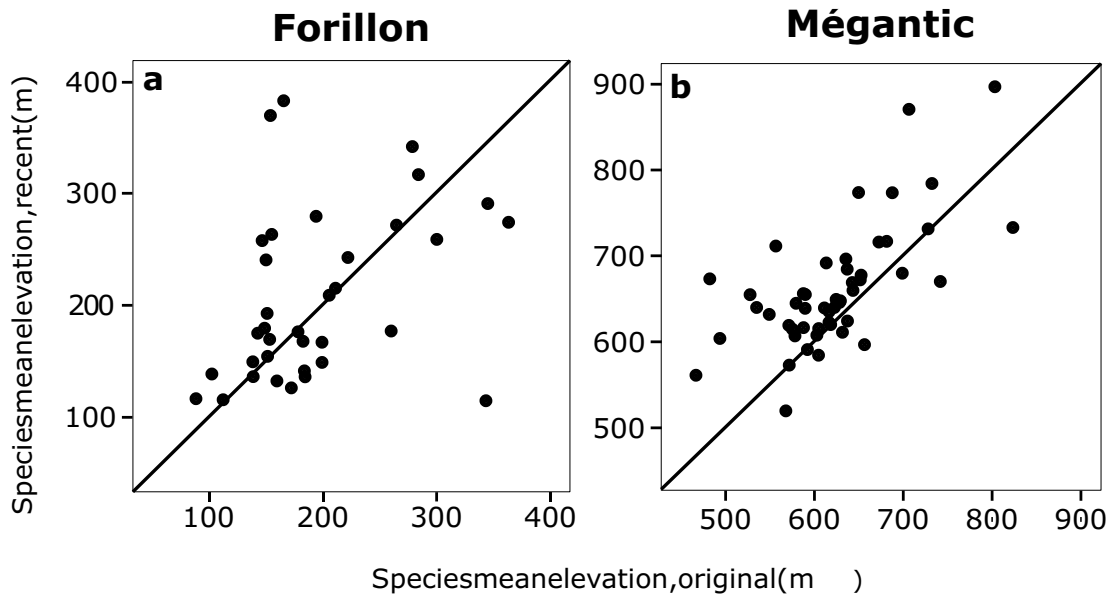 Forillon
Mégantic
a
b
Speciesmeanelevation,recent(m)
400
300
200
100
900
800
700
600
500
100 200 300 400
500 600 700 800 900
Speciesmeanelevation,original(m )